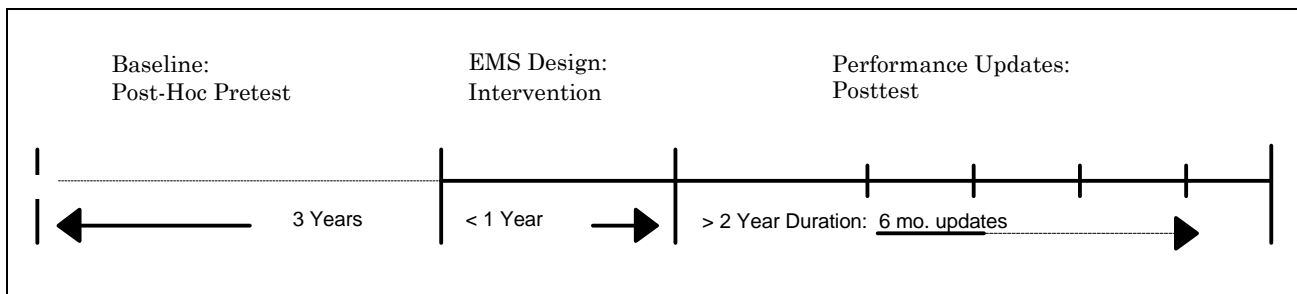 Baseline:
Post-Hoc Pretest
EMS Design:
Intervention
Performance Updates:
Posttest
3 Years
< 1 Year
> 2 Year Duration: 6 mo. updates